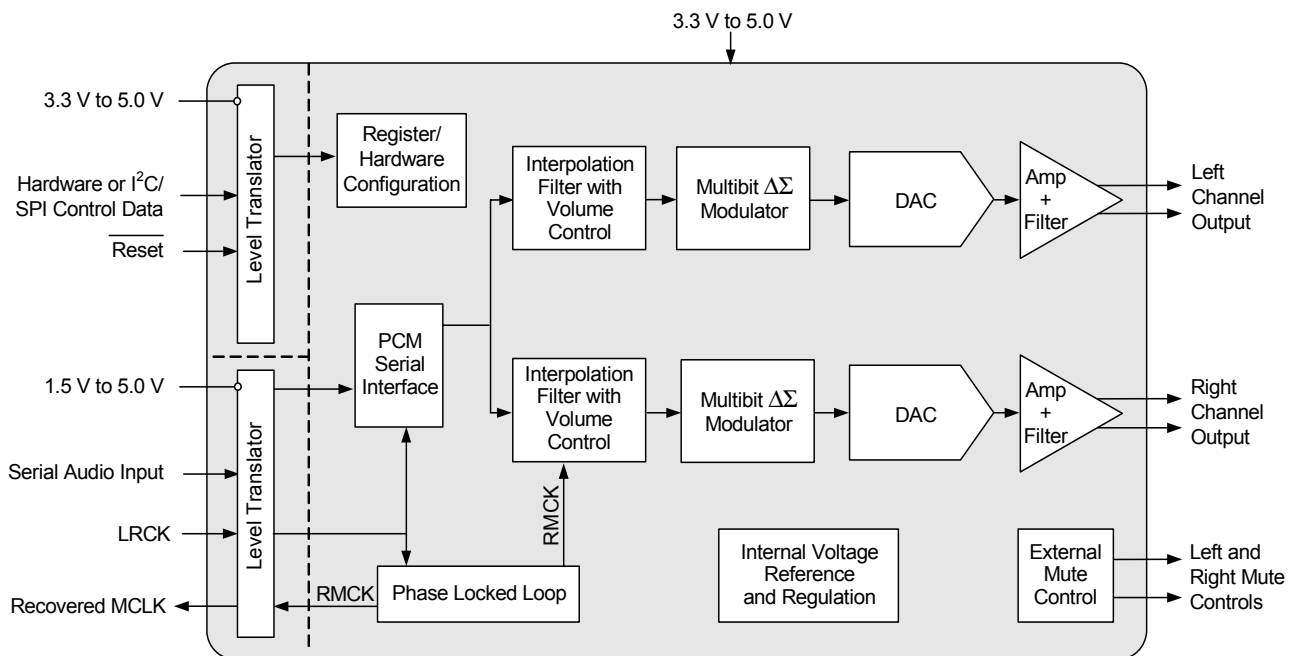 3.3 V to 5.0 V
3.3 V to 5.0 V
Hardware or I²C/
SPI Control Data
Reset
Level Translator
Register/
Hardware
Configuration
Interpolation
Filter with
Volume
Control
Multibit ΔΣ
Modulator
DAC
Amp
+
Filter
Left
Channel
Output
PCM
Serial
Interface
1.5 V to 5.0 V
Serial Audio Input
LRCK
Recovered MCLK
Level Translator
Interpolation
Filter with
Volume
Control
Multibit ΔΣ
Modulator
DAC
Amp
+
Filter
Right
Channel
Output
RMCK
RMCK
Phase Locked Loop
Internal Voltage
Reference
and Regulation
External
Mute
Control
Left and
Right Mute
Controls